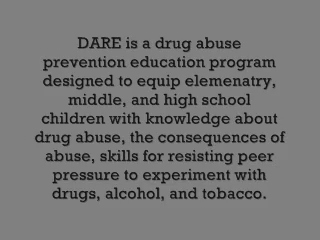 DARE is a drug abuse
prevention education program
designed to equip elemenatry,
middle, and high school
children with knowledge about
drug abuse, the consequences of
abuse, skills for resisting peer
pressure to experiment with
drugs, alcohol, and tobacco.